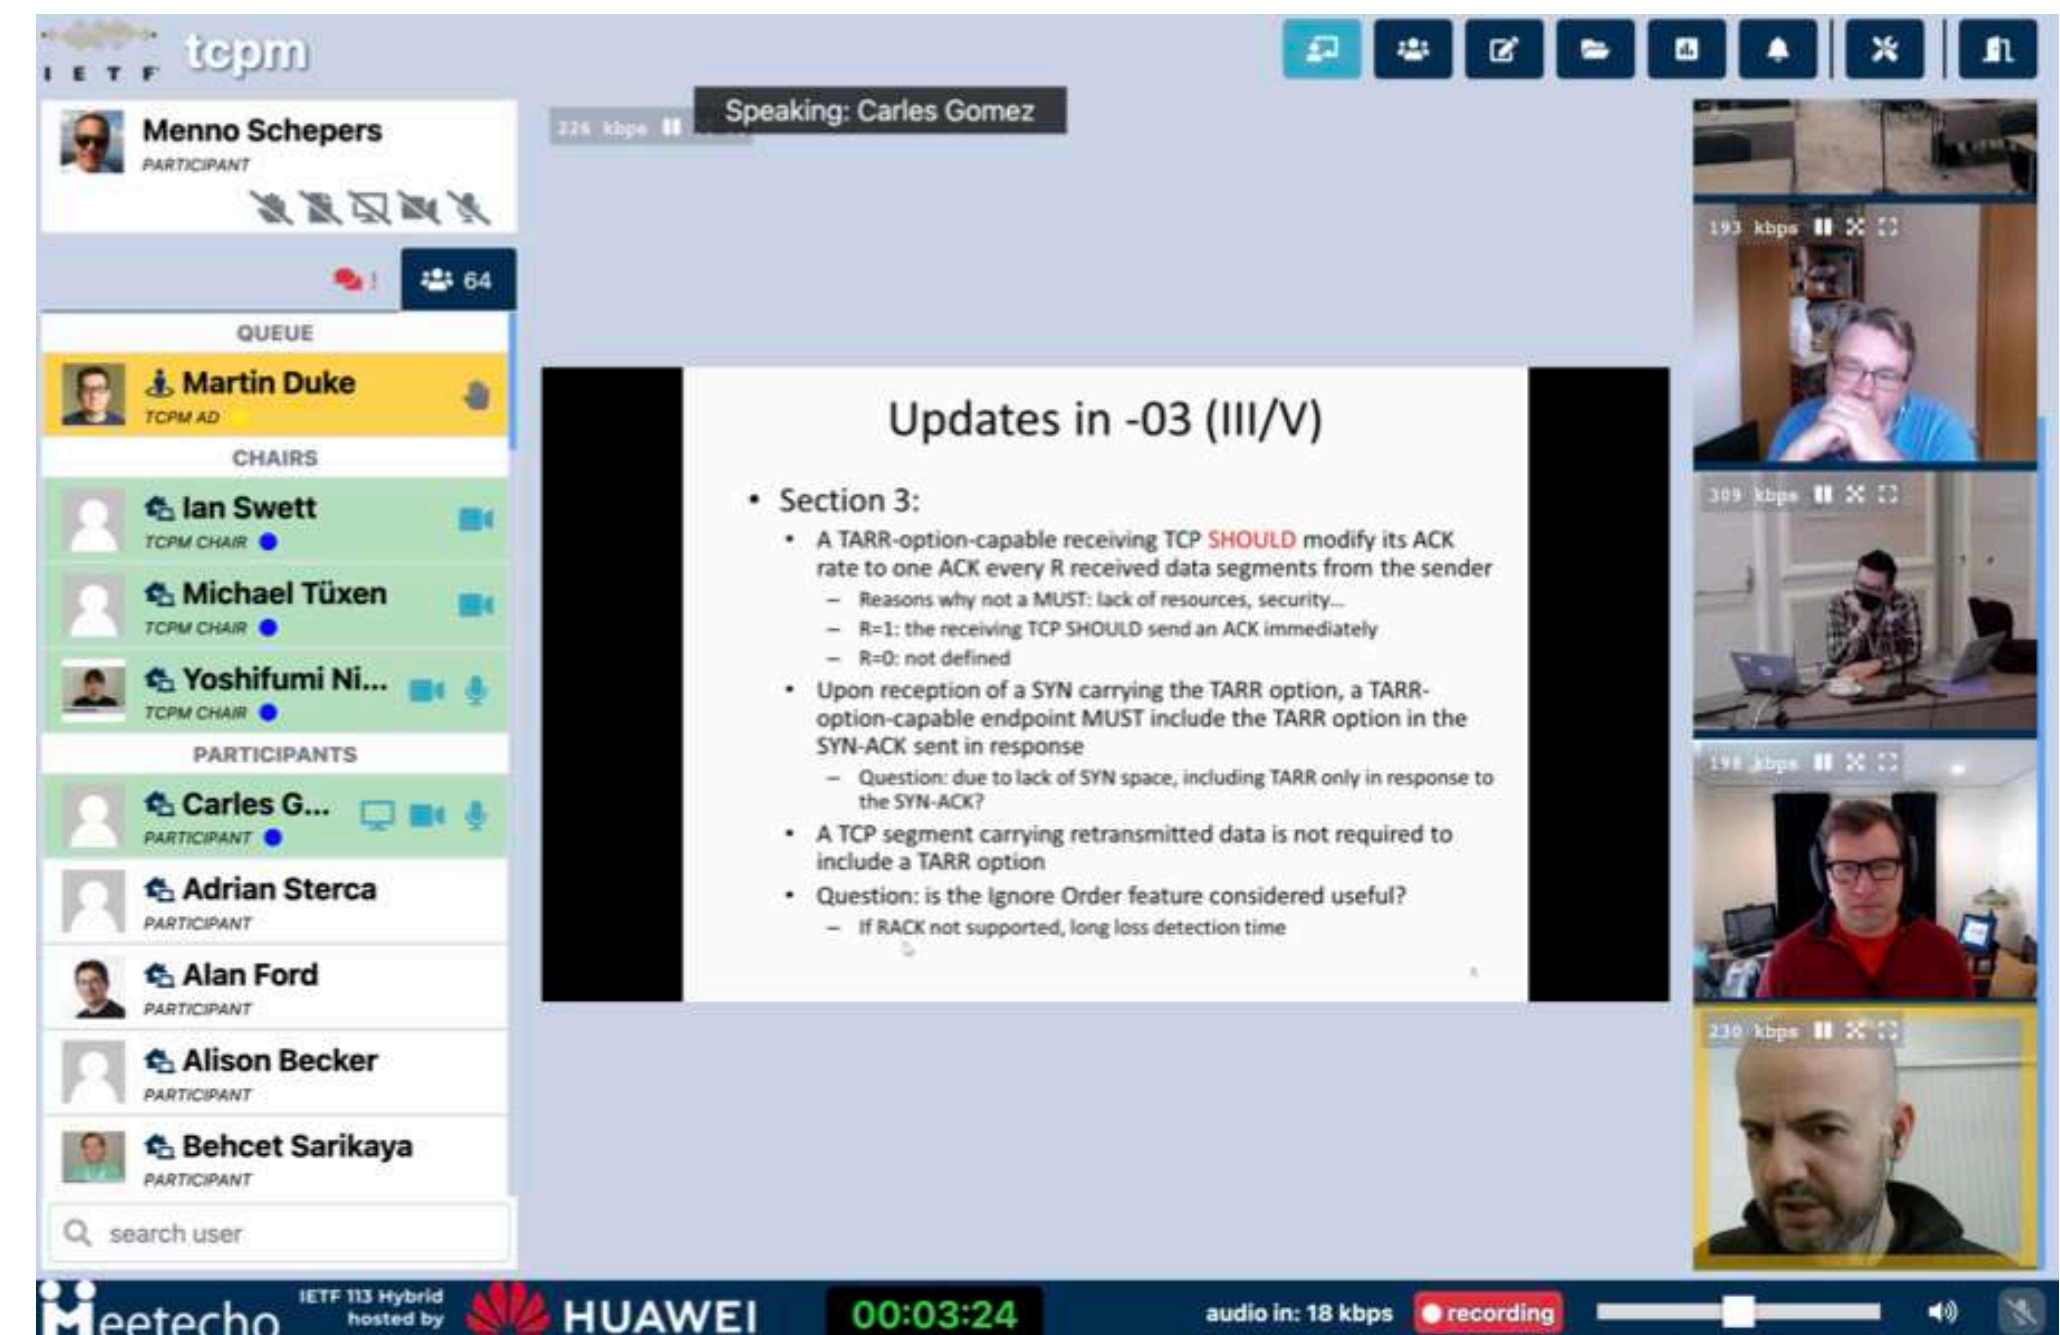 IETF
tcpm
Menno Schepers
PARTICIPANT
64
QUEUE
Martin Duke
TCPM AD
CHAIRS
Ian Swett
TCPM CHAIR
Michael Tüxen
TCPM CHAIR
Yoshifumi Ni...
TCPM CHAIR
PARTICIPANTS
Carles G...
PARTICIPANT
Adrian Sterca
PARTICIPANT
Alan Ford
PARTICIPANT
Alison Becker
PARTICIPANT
Behcet Sarikaya
PARTICIPANT
search user
226 kbps
Speaking: Carles Gomez
Updates in -03 (III/V)
• Section 3:
• A TARR-option-capable receiving TCP SHOULD modify its ACK
rate to one ACK every R received data segments from the sender
– Reasons why not a MUST: lack of resources, security...
– R=1: the receiving TCP SHOULD send an ACK immediately
– R=0: not defined
• Upon reception of a SYN carrying the TARR option, a TARR-
option-capable endpoint MUST include the TARR option in the
SYN-ACK sent in response
– Question: due to lack of SYN space, including TARR only in response to
the SYN-ACK?
• A TCP segment carrying retransmitted data is not required to
include a TARR option
• Question: is the Ignore Order feature considered useful?
– If RACK not supported, long loss detection time
193 kbps
309 kbps
198 kbps
230 kbps
Meetecho
IETF 113 Hybrid
hosted by
HUAWEI
00:03:24
audio in: 18 kbps
recording